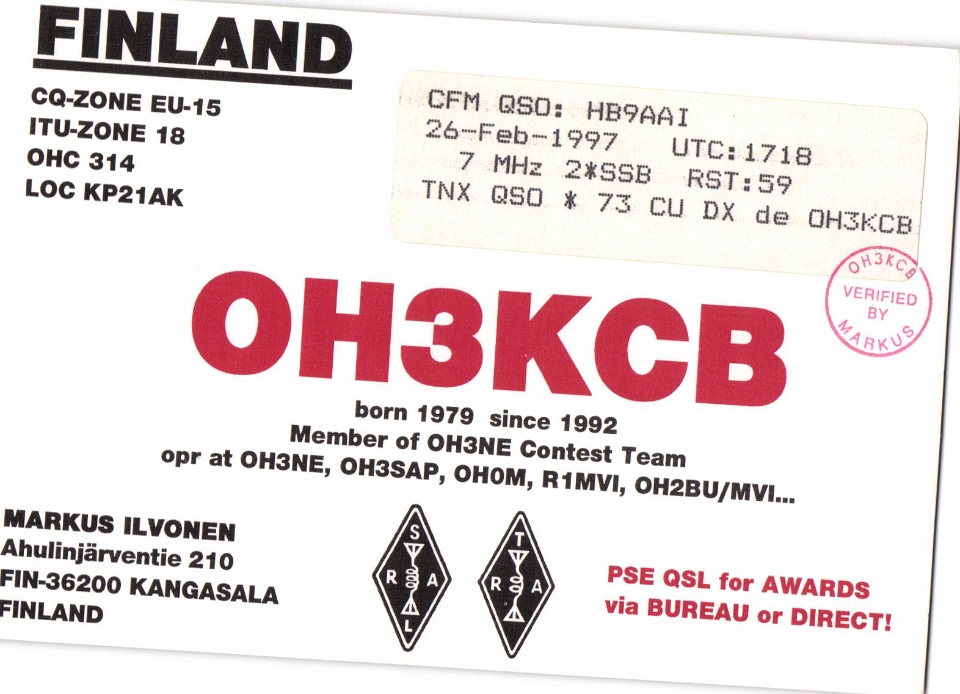 FINLAND
CQ-ZONE EU-15
ITU-ZONE 18
OHC 314
LOC KP21AK
CFM QSO: HB9AAI
26-Feb-1997 UTC:1718
7 MHz 2*SSB RST:59
TNX QSO * 73 CU DX de OH3KCB
OH3KCB
VERIFIED
BY
MARKUS
OH3KCB
born 1979 since 1992
Member of OH3NE Contest Team
opr at OH3NE, OH3SAP, OH0M, R1MVI, OH2BU/MVI...
MARKUS ILVONEN
Ahulinjärventie 210
FIN-36200 KANGASALA
FINLAND
S
R A
L
T
R A
PSE QSL for AWARDS
via BUREAU or DIRECT!